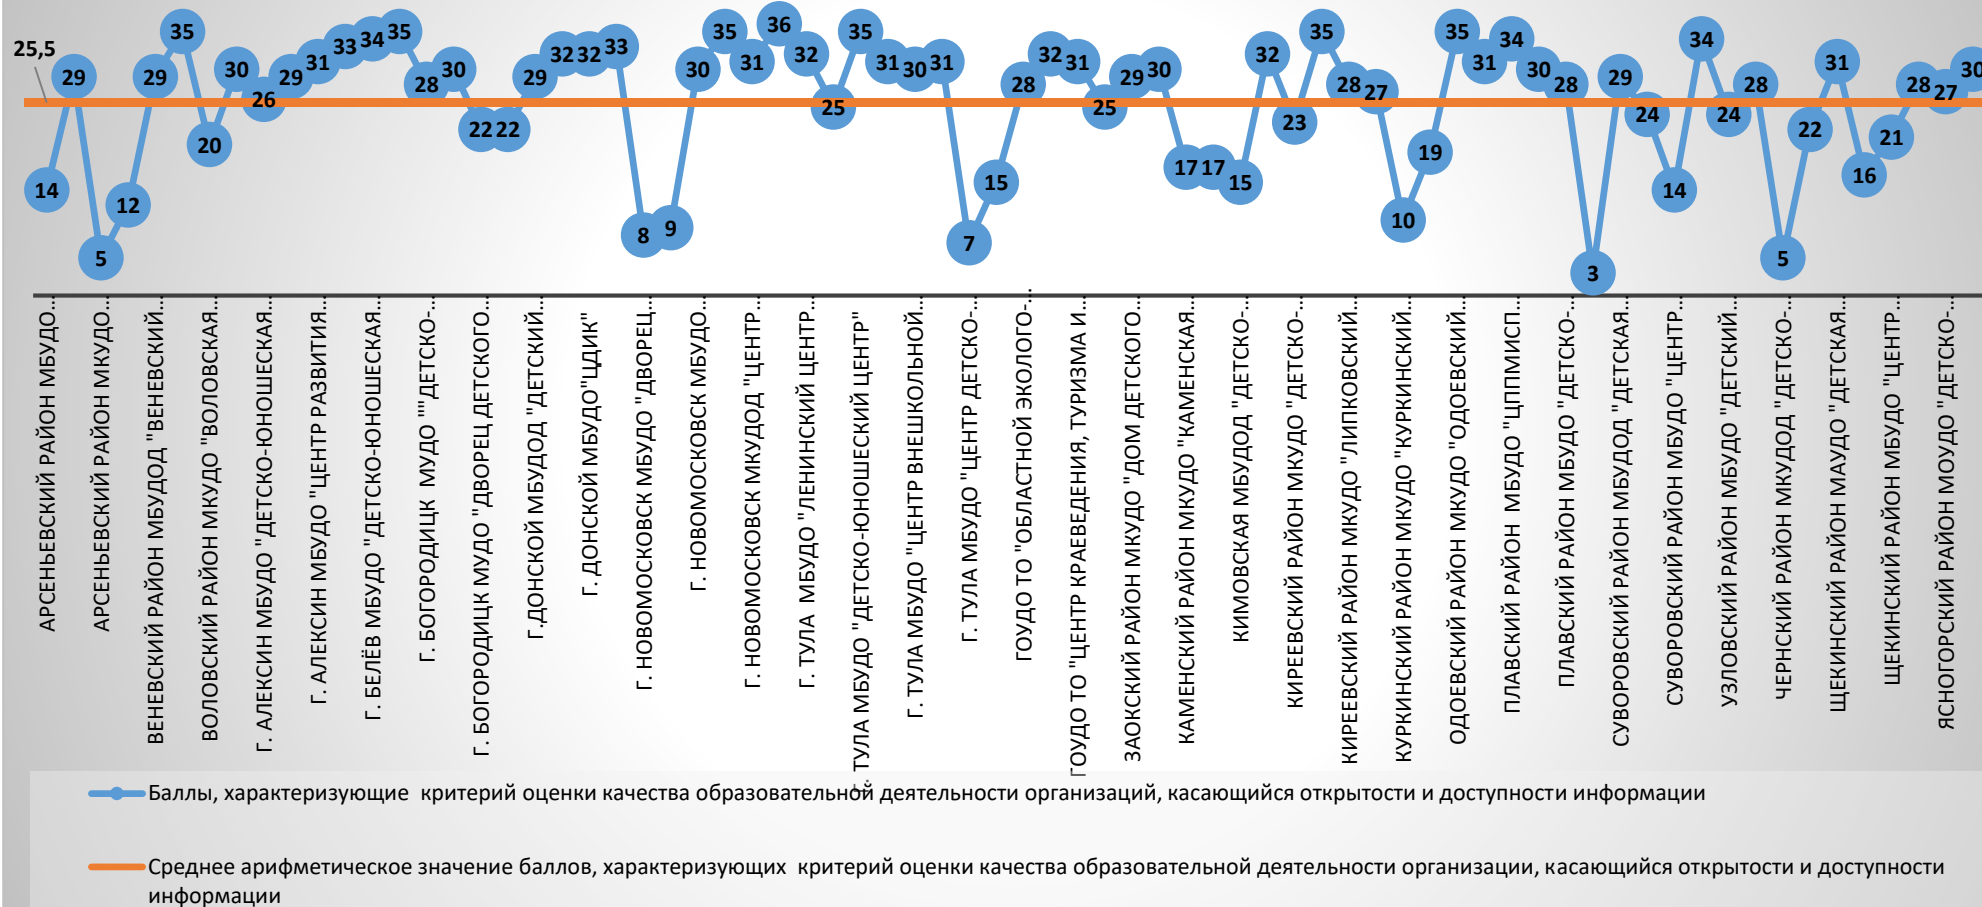 25,5
14
29
5
12
29
35
20
30
26
29
31
33
34
35
28
30
22
22
29
32
32
33
8
9
30
35
31
36
32
25
35
31
30
31
7
15
28
32
31
25
29
30
17
17
15
32
23
35
28
27
10
19
35
31
34
30
28
3
29
24
14
34
24
28
5
22
31
16
21
28
27
30
АРСЕНЬЕВСКИЙ РАЙОН МБУДО…
АРСЕНЬЕВСКИЙ РАЙОН МКУДО…
ВЕНЕВСКИЙ РАЙОН МБУДОД "ВЕНЕВСКИЙ…
ВОЛОВСКИЙ РАЙОН МКУДО "ВОЛОВСКАЯ…
Г. АЛЕКСИН МБУДО "ДЕТСКО-ЮНОШЕСКАЯ…
Г. АЛЕКСИН МБУДО "ЦЕНТР РАЗВИТИЯ…
Г. БЕЛЁВ МБУДО "ДЕТСКО-ЮНОШЕСКАЯ…
Г. БОГОРОДИЦК  МУДО ""ДЕТСКО-…
Г. БОГОРОДИЦК МУДО "ДВОРЕЦ ДЕТСКОГО…
Г.ДОНСКОЙ МБУДОД "ДЕТСКИЙ…
Г. ДОНСКОЙ МБУДО"ЦДИК"
Г. НОВОМОСКОВСК МБУДО "ДВОРЕЦ…
Г. НОВОМОСКОВСК МБУДО…
Г. НОВОМОСКОВСК МКУДОД "ЦЕНТР…
Г. ТУЛА  МБУДО "ЛЕНИНСКИЙ ЦЕНТР…
Г. ТУЛА МБУДО "ДЕТСКО-ЮНОШЕСКИЙ ЦЕНТР"
Г. ТУЛА МБУДО "ЦЕНТР ВНЕШКОЛЬНОЙ…
Г. ТУЛА МБУДО "ЦЕНТР ДЕТСКО-…
ГОУДО ТО "ОБЛАСТНОЙ ЭКОЛОГО-…
ГОУДО ТО "ЦЕНТР КРАЕВЕДЕНИЯ, ТУРИЗМА И…
ЗАОКСКИЙ РАЙОН МКУДО "ДОМ ДЕТСКОГО…
КАМЕНСКИЙ РАЙОН МКУДО "КАМЕНСКАЯ…
КИМОВСКАЯ МБУДОД "ДЕТСКО-…
КИРЕЕВСКИЙ РАЙОН МКУДО "ДЕТСКО-…
КИРЕЕВСКИЙ РАЙОН МКУДО "ЛИПКОВСКИЙ…
КУРКИНСКИЙ РАЙОН МКУДО "КУРКИНСКИЙ…
ОДОЕВСКИЙ РАЙОН МКУДО "ОДОЕВСКИЙ…
ПЛАВСКИЙ РАЙОН  МБУДО "ЦППМИСП…
ПЛАВСКИЙ РАЙОН МБУДО "ДЕТСКО-…
СУВОРОВСКИЙ РАЙОН МБУДОД "ДЕТСКАЯ…
СУВОРОВСКИЙ РАЙОН МБУДО "ЦЕНТР…
УЗЛОВСКИЙ РАЙОН МБУДО "ДЕТСКИЙ…
ЧЕРНСКИЙ РАЙОН МКУДОД "ДЕТСКО-…
ЩЕКИНСКИЙ РАЙОН МАУДО "ДЕТСКАЯ…
ЩЕКИНСКИЙ РАЙОН МБУДО "ЦЕНТР…
ЯСНОГОРСКИЙ РАЙОН МОУДО "ДЕТСКО-…
Баллы, характеризующие  критерий оценки качества образовательной деятельности организаций, касающийся открытости и доступности информации
Среднее арифметическое значение баллов, характеризующих  критерий оценки качества образовательной деятельности организации, касающийся открытости и доступности
информации